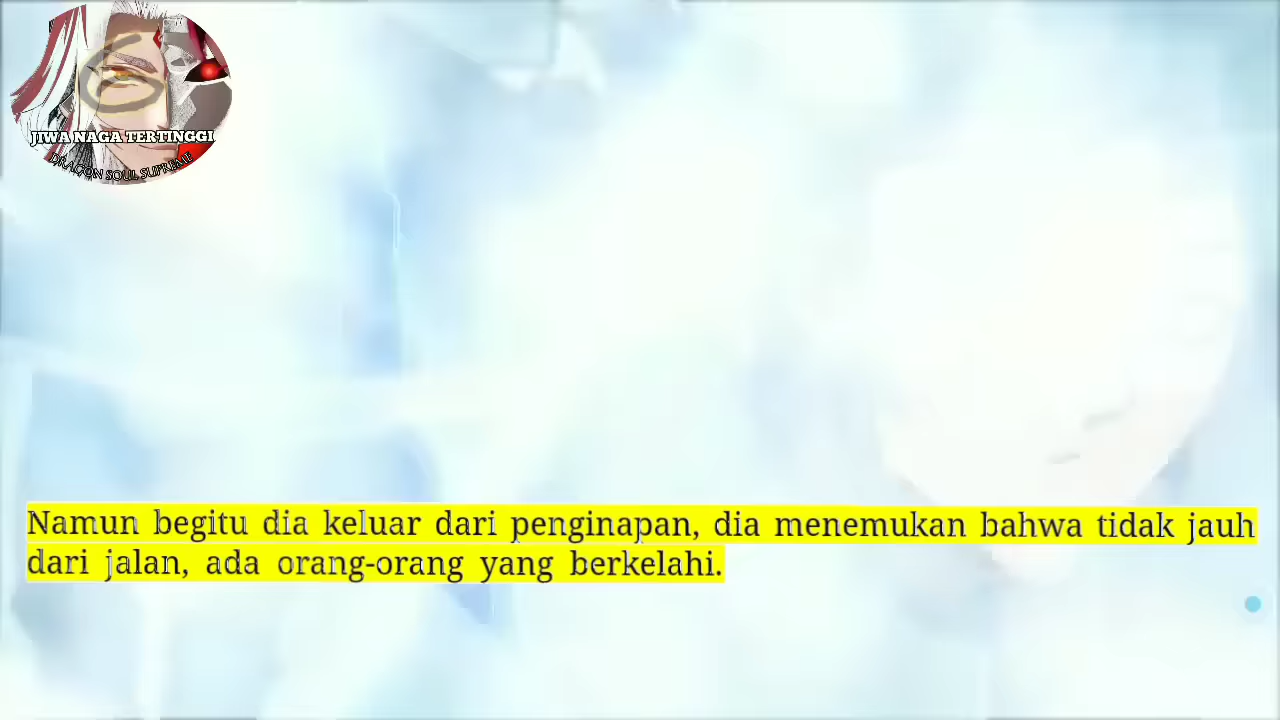 JIWA NAGA TERTINGGI
DRAGON SOUL SUPREME
Namun begitu dia keluar dari penginapan, dia menemukan bahwa tidak jauh
dari jalan, ada orang-orang yang berkelahi.